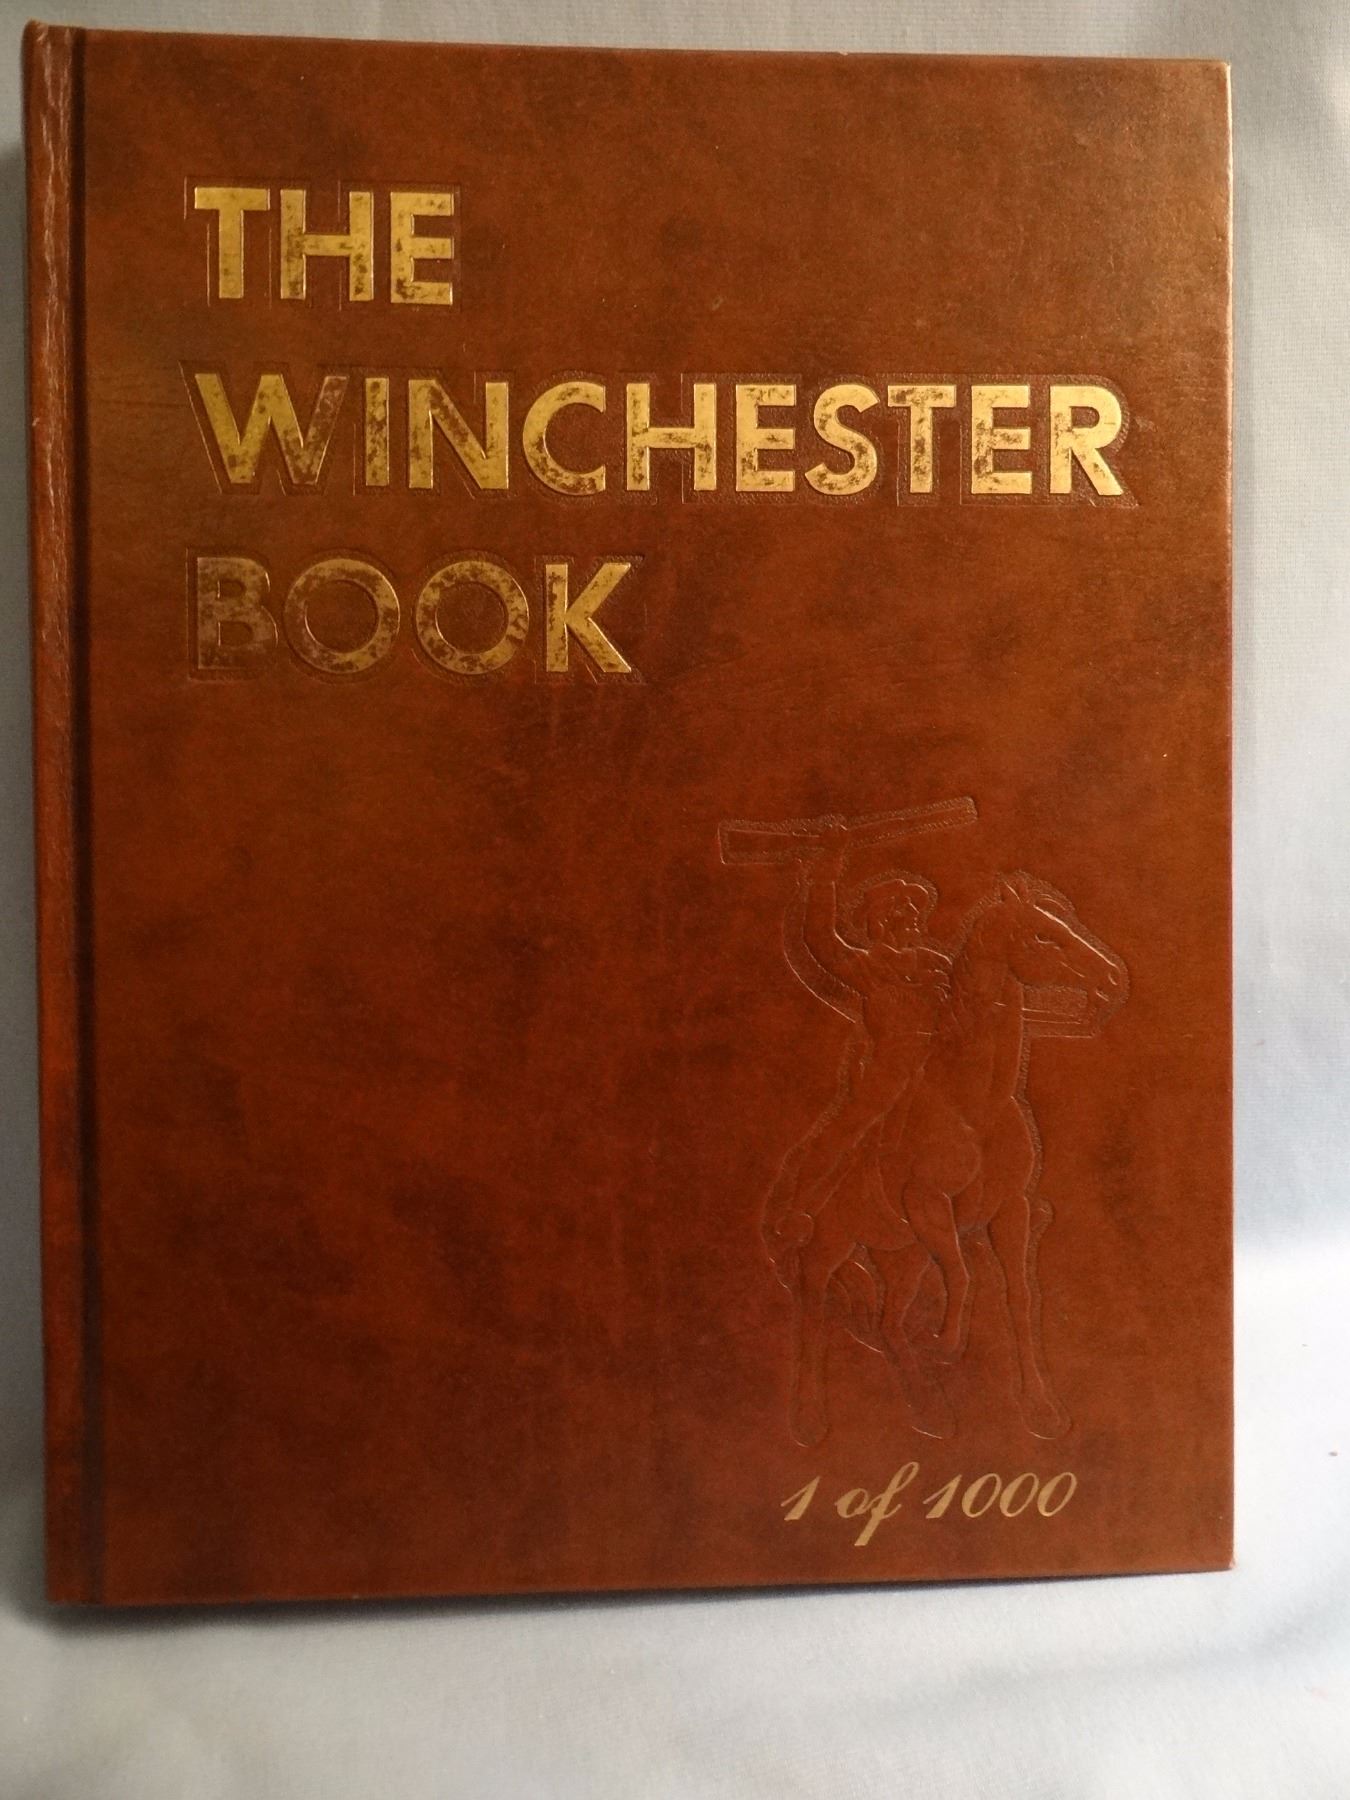 THE
WINCHESTER
BOOK
1 of 1000